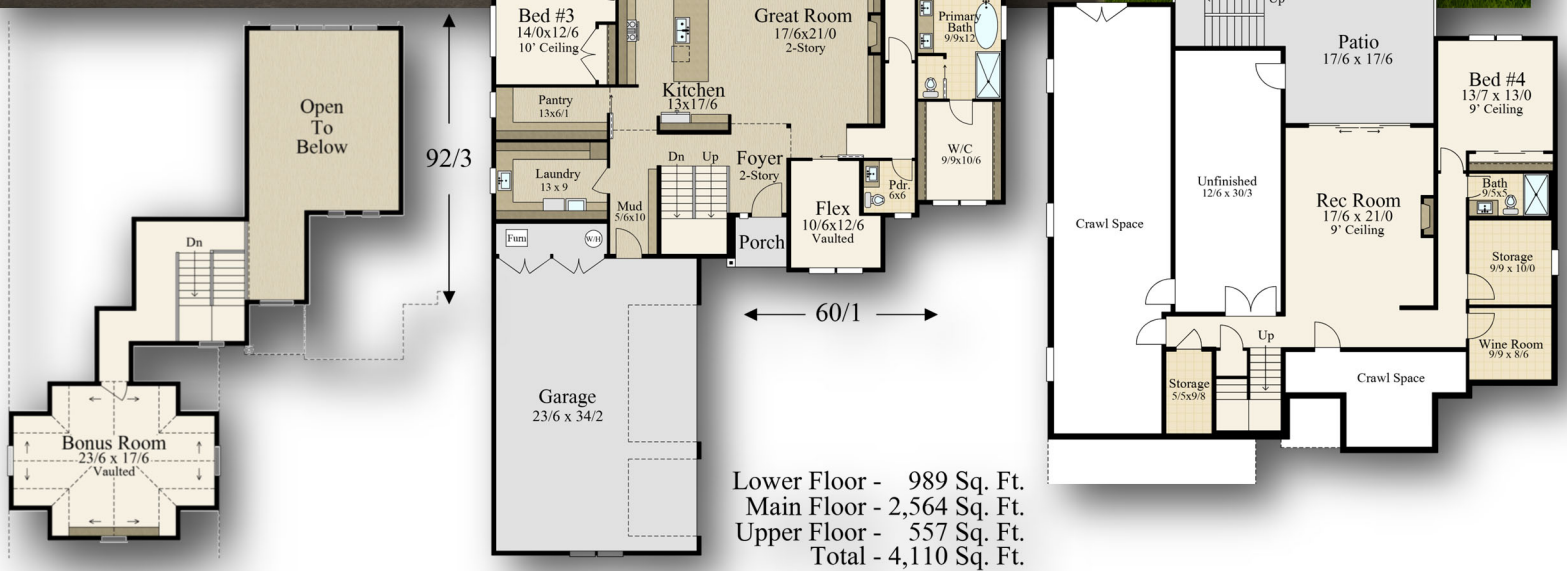 Open
To
Below
92/3
Dn
Bonus Room
23/6 x 17/6
Vaulted
Bed #3
14/0x12/6
10' Ceiling
Great Room
17/6x21/0
2-Story
Primary
Bath
9/9x12
Kitchen
13x17/6
Pantry
13x6/1
W/C
9/9x10/6
Laundry
13 x 9
Dn Up
Foyer
2-Story
Pdr.
6x6
Mud
5/6x10
Flex
10/6x12/6
Vaulted
Porch
Furn
W/H
60/1
Garage
23/6 x 34/2
Lower Floor - 989 Sq. Ft.
Main Floor - 2,564 Sq. Ft.
Upper Floor - 557 Sq. Ft.
Total - 4,110 Sq. Ft.
Up
Patio
17/6 x 17/6
Bed #4
13/7 x 13/0
9' Ceiling
Unfinished
12/6 x 30/3
Crawl Space
Rec Room
17/6 x 21/0
9' Ceiling
Bath
9/5x5
Storage
9/9 x 10/0
Up
Wine Room
9/9 x 8/6
Storage
5/5x9/8
Crawl Space